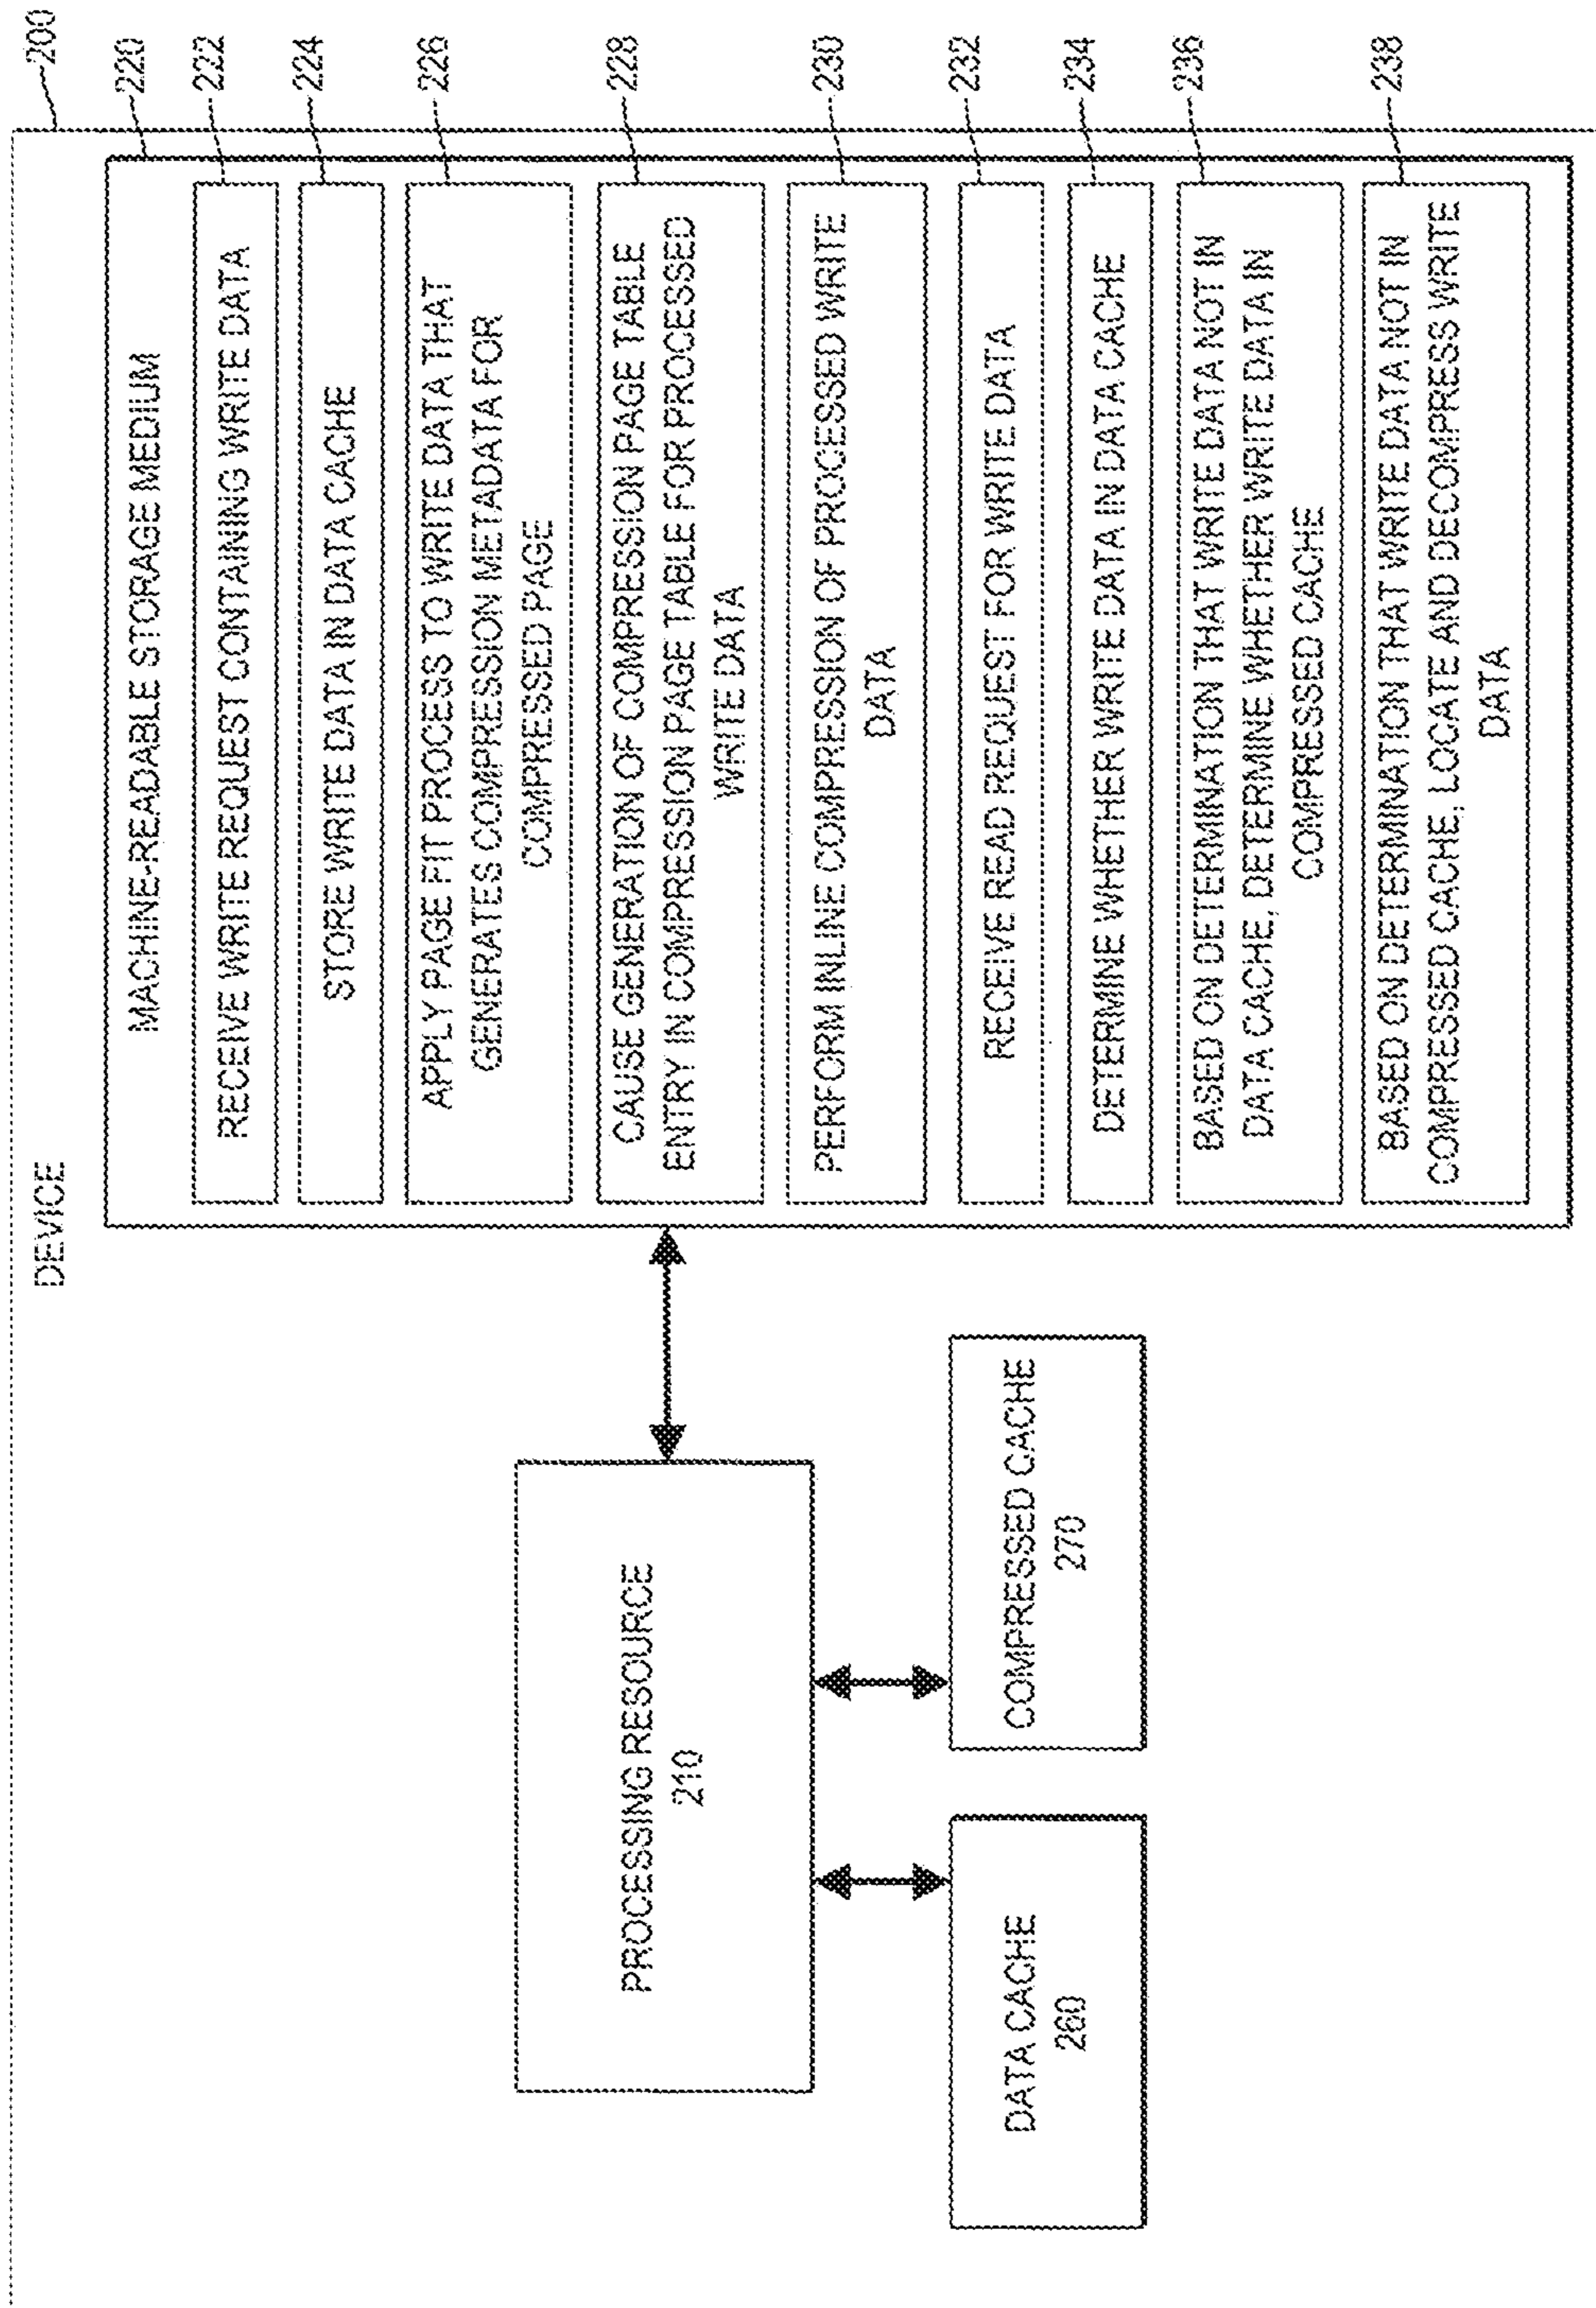 DEVICE
200
MACHINE-READABLE STORAGE MEDIUM
220
RECEIVE WRITE REQUEST CONTAINING WRITE DATA
222
STORE WRITE DATA IN DATA CACHE
224
APPLY PAGE FIT PROCESS TO WRITE DATA THAT
GENERATES COMPRESSION METADATA FOR
COMPRESSED PAGE
226
CAUSE GENERATION OF COMPRESSION PAGE TABLE
ENTRY IN COMPRESSION PAGE TABLE FOR PROCESSED
WRITE DATA
228
PERFORM INLINE COMPRESSION OF PROCESSED WRITE
DATA
230
RECEIVE READ REQUEST FOR WRITE DATA
232
DETERMINE WHETHER WRITE DATA IN DATA CACHE
234
BASED ON DETERMINATION THAT WRITE DATA NOT IN
DATA CACHE, DETERMINE WHETHER WRITE DATA IN
COMPRESSED CACHE
236
BASED ON DETERMINATION THAT WRITE DATA NOT IN
COMPRESSED CACHE, LOCATE AND DECOMPRESS WRITE
DATA
238
PROCESSING RESOURCE
210
DATA CACHE
260
COMPRESSED CACHE
270